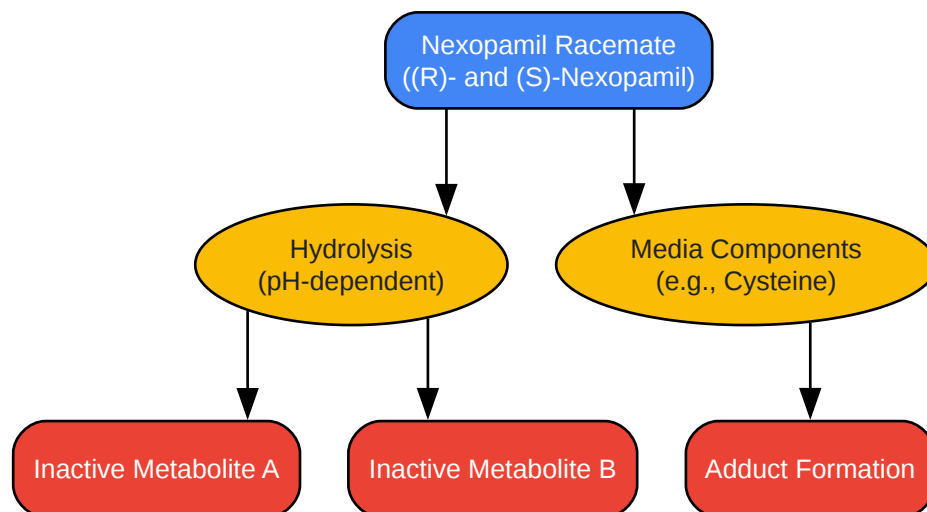 Nexopamil Racemate
((R)- and (S)-Nexopamil)
Hydrolysis
(pH-dependent)
Media Components
(e.g., Cysteine)
Inactive Metabolite A
Inactive Metabolite B
Adduct Formation